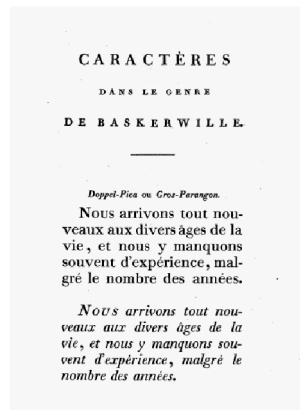 CARACTÈRES
DANS LE GENRE
DE BASKERWILLE.
Doppel-Pica ou Gros-Parangon.
Nous arrivons tout nou-
veaux aux divers âges de la
vie, et nous y manquons
souvent d'expérience, mal-
gré le nombre des années.
Nous arrivons tout nou-
veaux aux divers âges de la
vie, et nous y manquons sou-
vent d'expérience, malgré le
nombre des années.